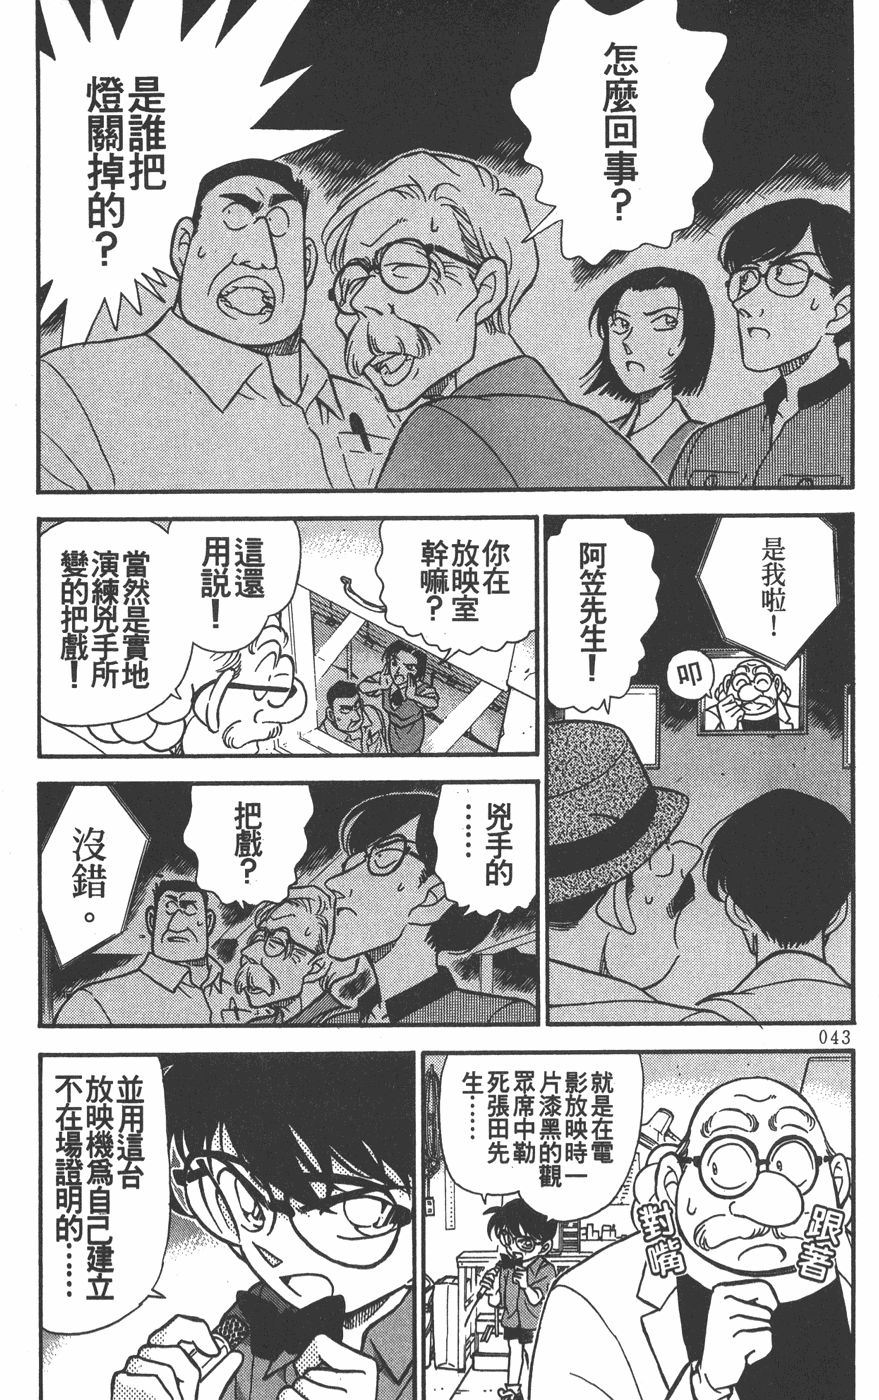 怎麼回事？
是誰把
燈關掉的？
是我啦！
叩
阿笠先生！
你在
放映室
幹嘛？
這還
用説！
當然是實地
演練兇手所
變的把戲！
兇手的
……
把戲？
沒錯。
043
就是在電
影放映時一
片漆黑的觀
眾席中勒
死張田先
生……
跟著
對嘴
並用這台
放映機爲自己建立
不在場證明的……